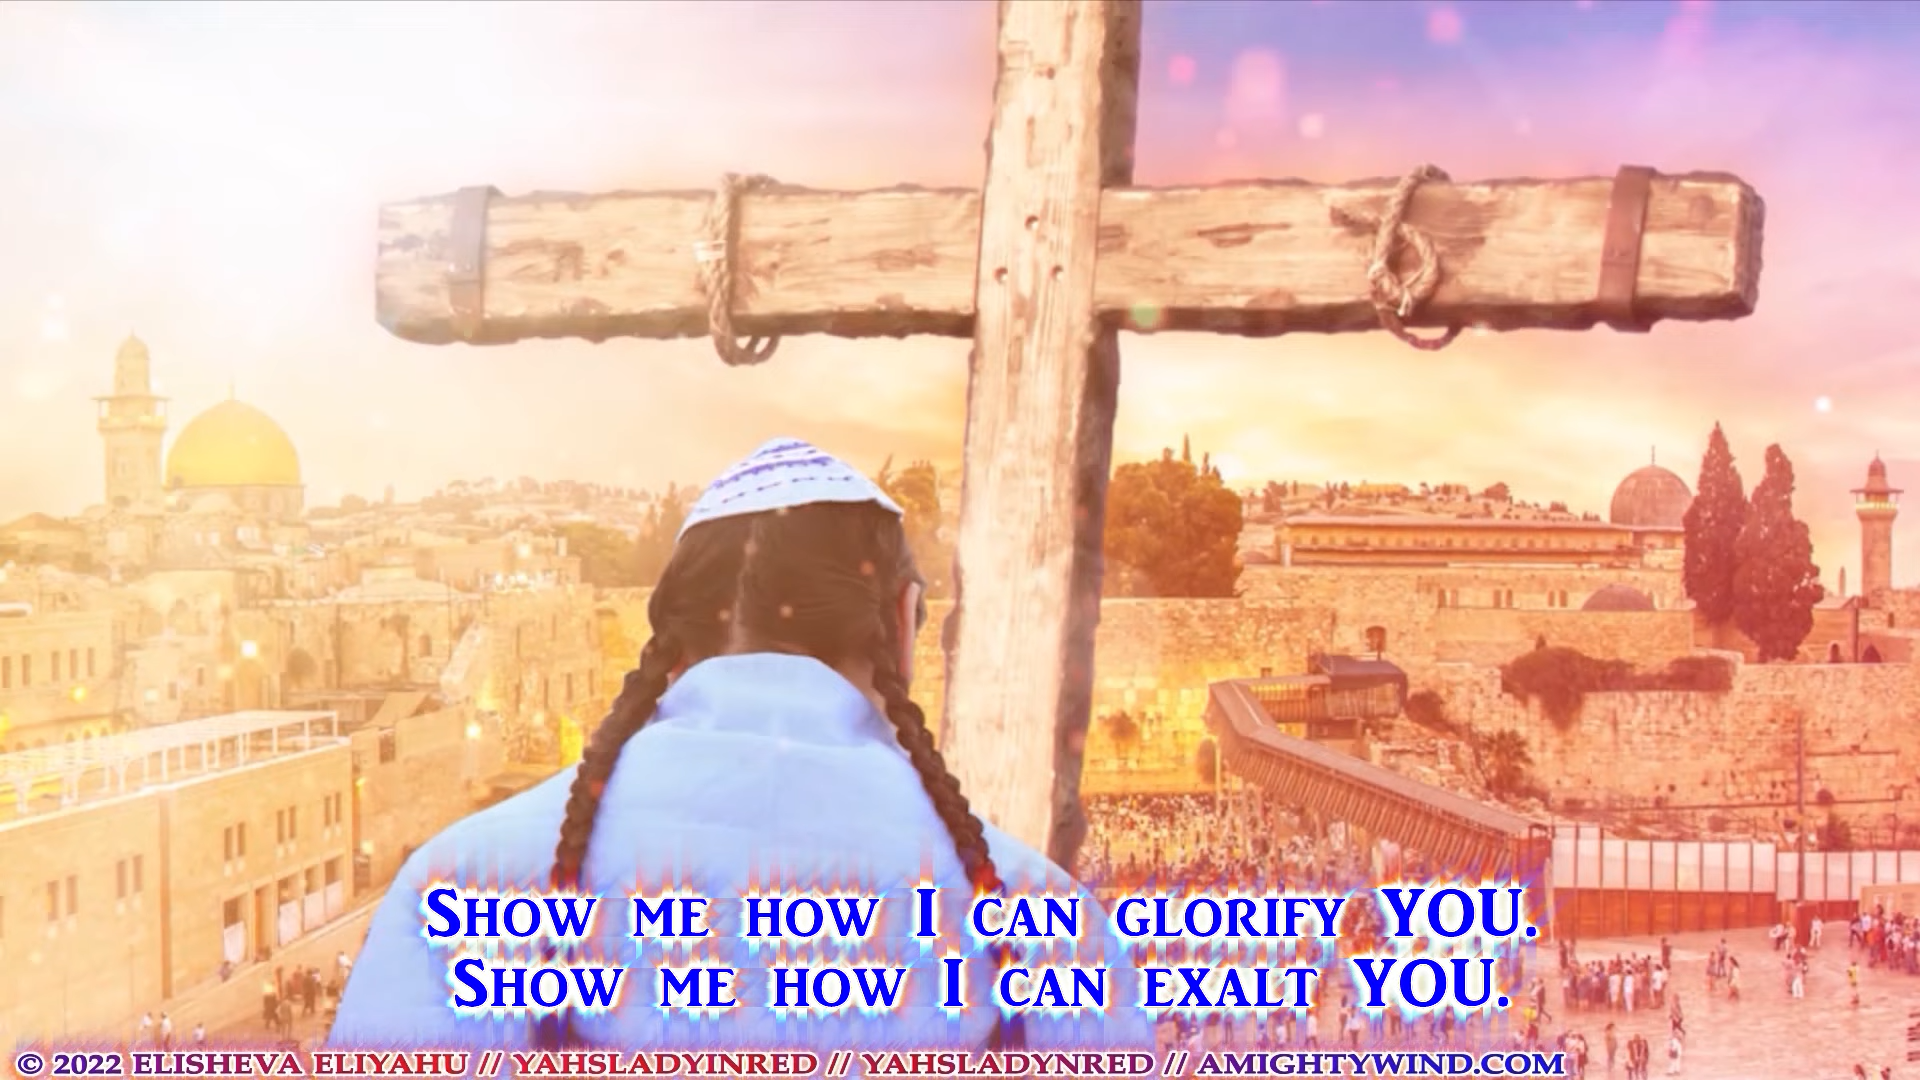 Show me how I can glorify YOU.
Show me how I can exalt YOU.
© 2022 ELISHEVA ELIYAHU // YAHSLADYINRED // YAHSLADYNRED // AMIGHTYWIND.COM